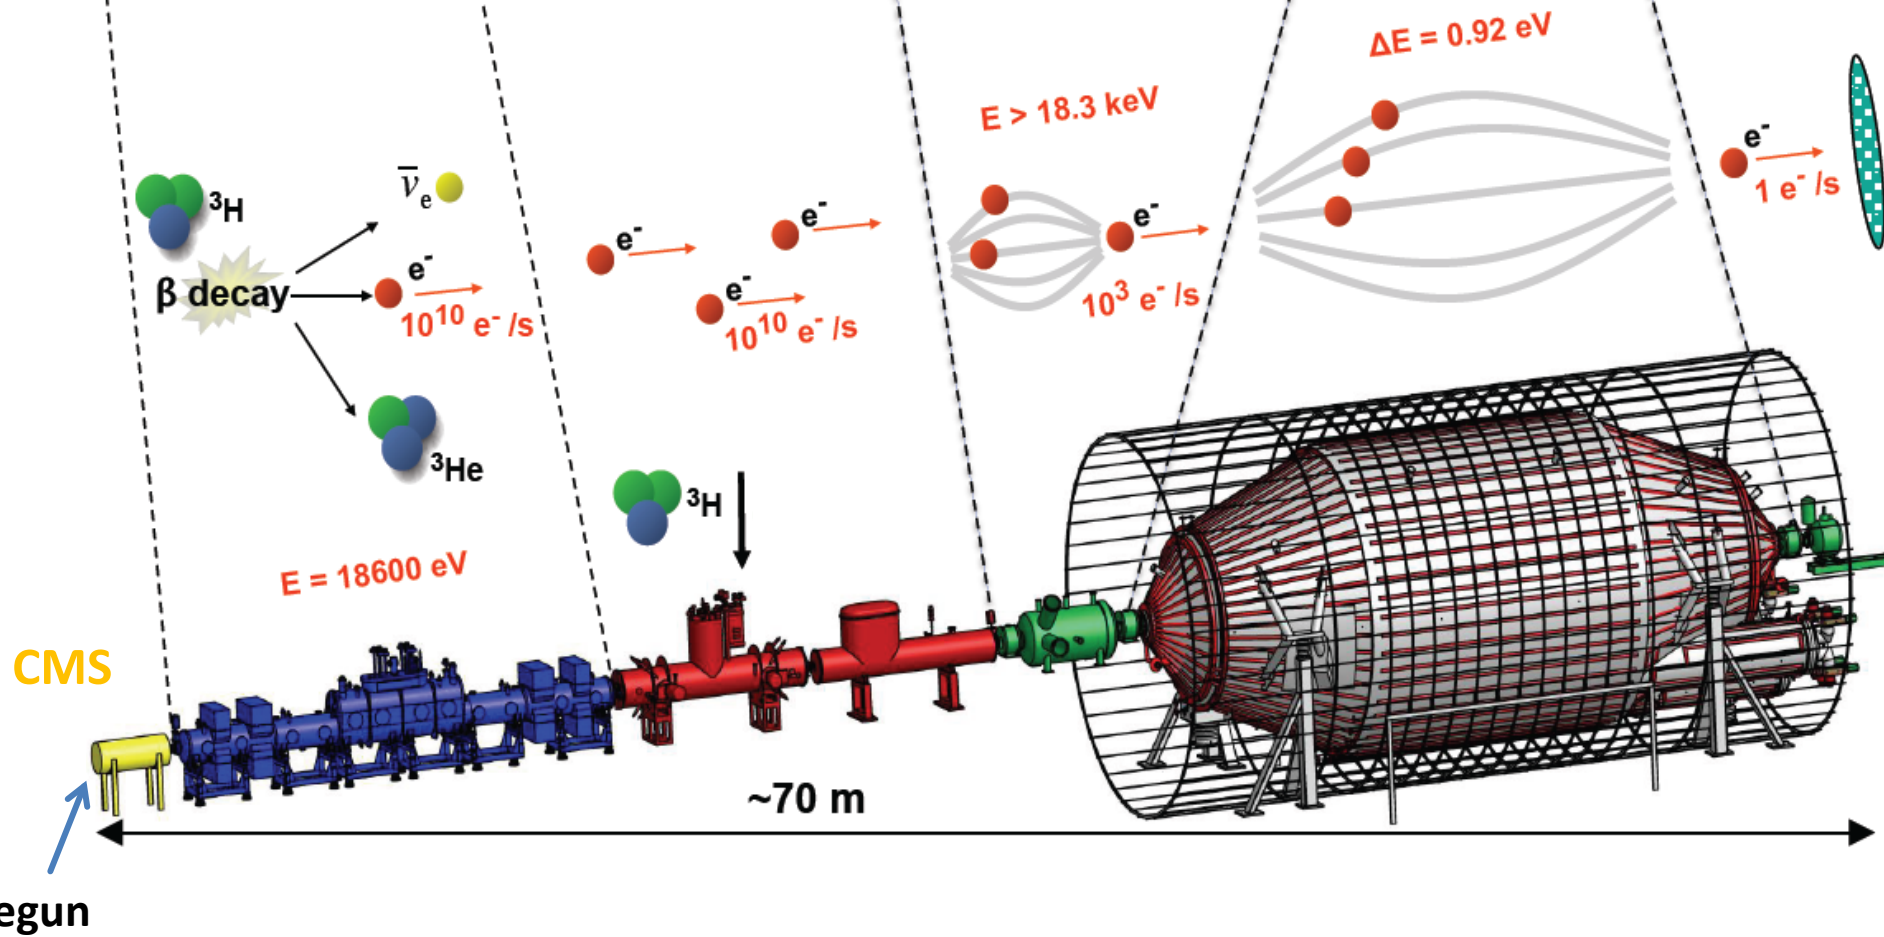 ΔE = 0.92 eV
E > 18.3 keV
e-
1 e- /s
³H
ν̅e
e-
e-
e-
β decay
e-
10¹⁰ e- /s
e-
10¹⁰ e- /s
10³ e- /s
³He
³H
E = 18600 eV
CMS
~70 m
egun